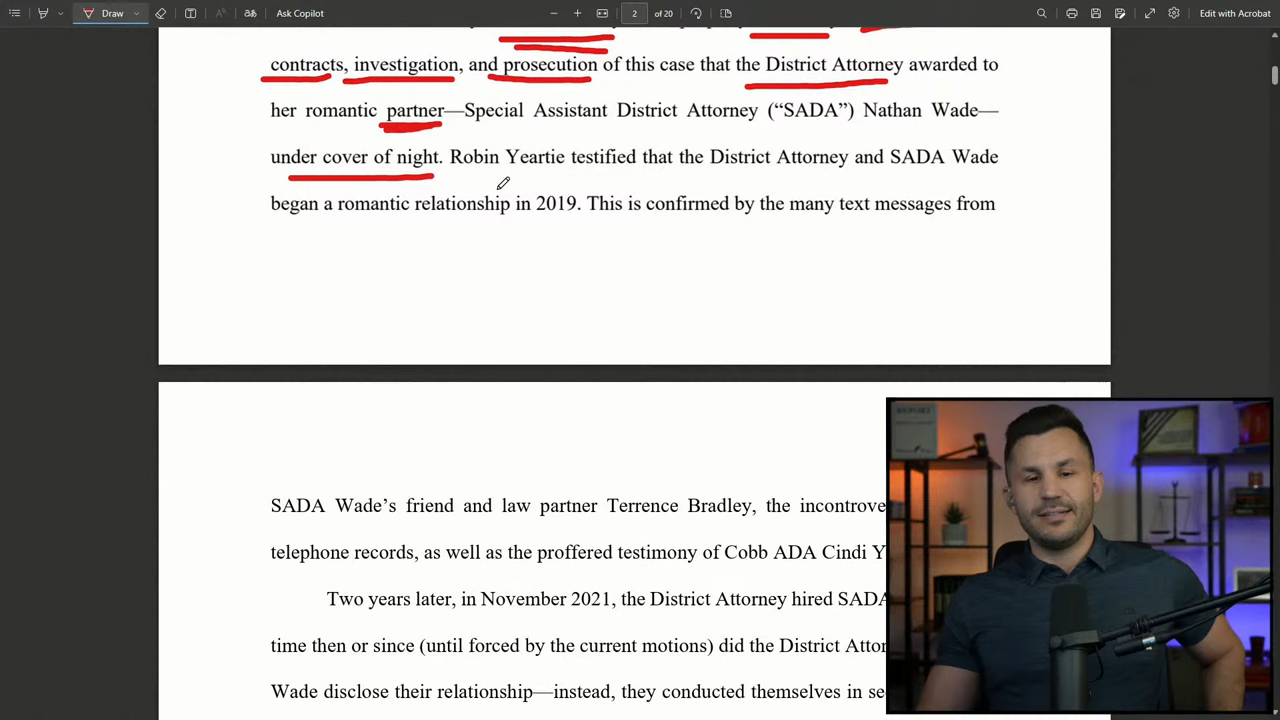 Draw
Ask Copilot
2 of 20
Edit with Acrobat
contracts, investigation, and prosecution of this case that the District Attorney awarded to
her romantic partner—Special Assistant District Attorney (“SADA”) Nathan Wade—
under cover of night. Robin Yeartie testified that the District Attorney and SADA Wade
began a romantic relationship in 2019. This is confirmed by the many text messages from
SADA Wade’s friend and law partner Terrence Bradley, the incontrove
telephone records, as well as the proffered testimony of Cobb ADA Cindi Y
Two years later, in November 2021, the District Attorney hired SADA
time then or since (until forced by the current motions) did the District Attor
Wade disclose their relationship—instead, they conducted themselves in se